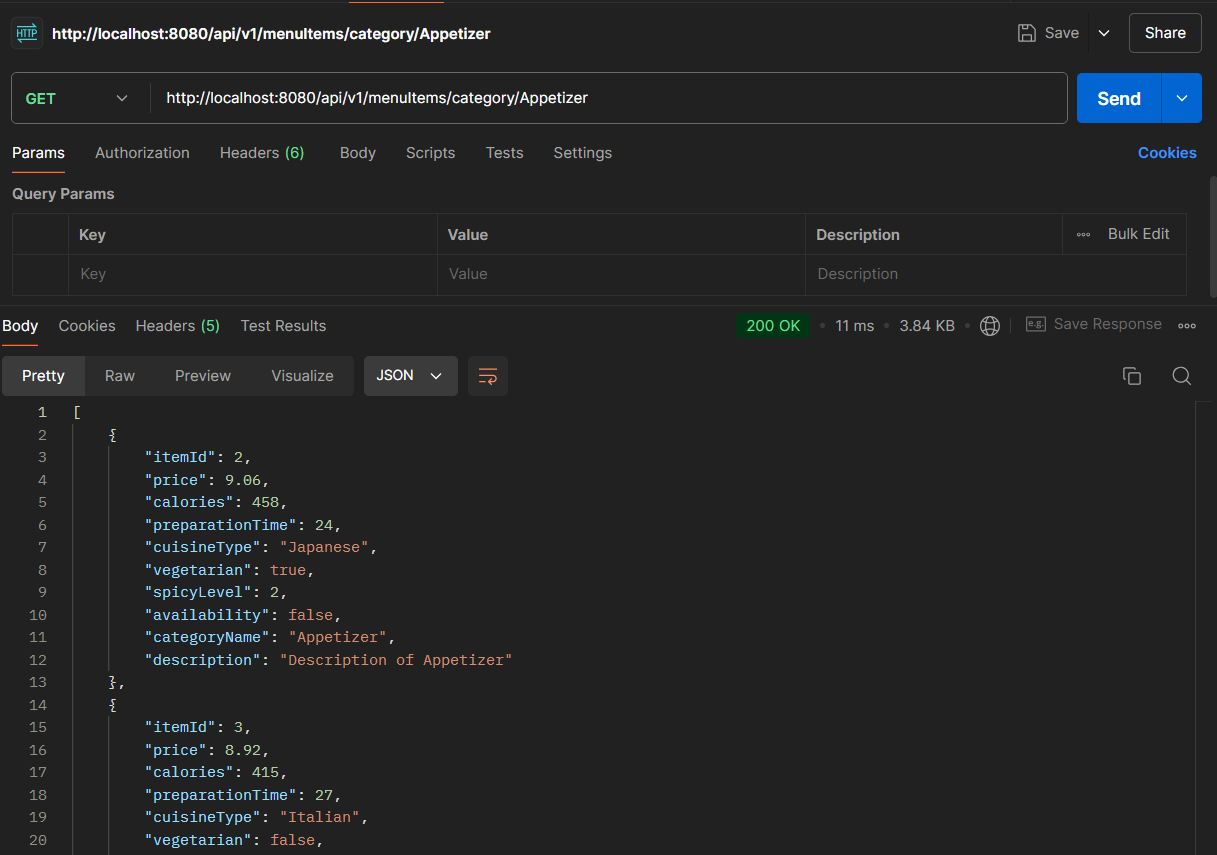 HTTP http://localhost:8080/api/v1/menuItems/category/Appetizer Save Share
GET http://localhost:8080/api/v1/menuItems/category/Appetizer Send
Params Authorization Headers (6) Body Scripts Tests Settings Cookies
Query Params
Key Value Description Bulk Edit
Key Value Description
Body Cookies Headers (5) Test Results 200 OK 11 ms 3.84 KB e.g. Save Response
Pretty Raw Preview Visualize JSON
1 [
2 {
3 "itemId": 2,
4 "price": 9.06,
5 "calories": 458,
6 "preparationTime": 24,
7 "cuisineType": "Japanese",
8 "vegetarian": true,
9 "spicyLevel": 2,
10 "availability": false,
11 "categoryName": "Appetizer",
12 "description": "Description of Appetizer"
13 },
14 {
15 "itemId": 3,
16 "price": 8.92,
17 "calories": 415,
18 "preparationTime": 27,
19 "cuisineType": "Italian",
20 "vegetarian": false,